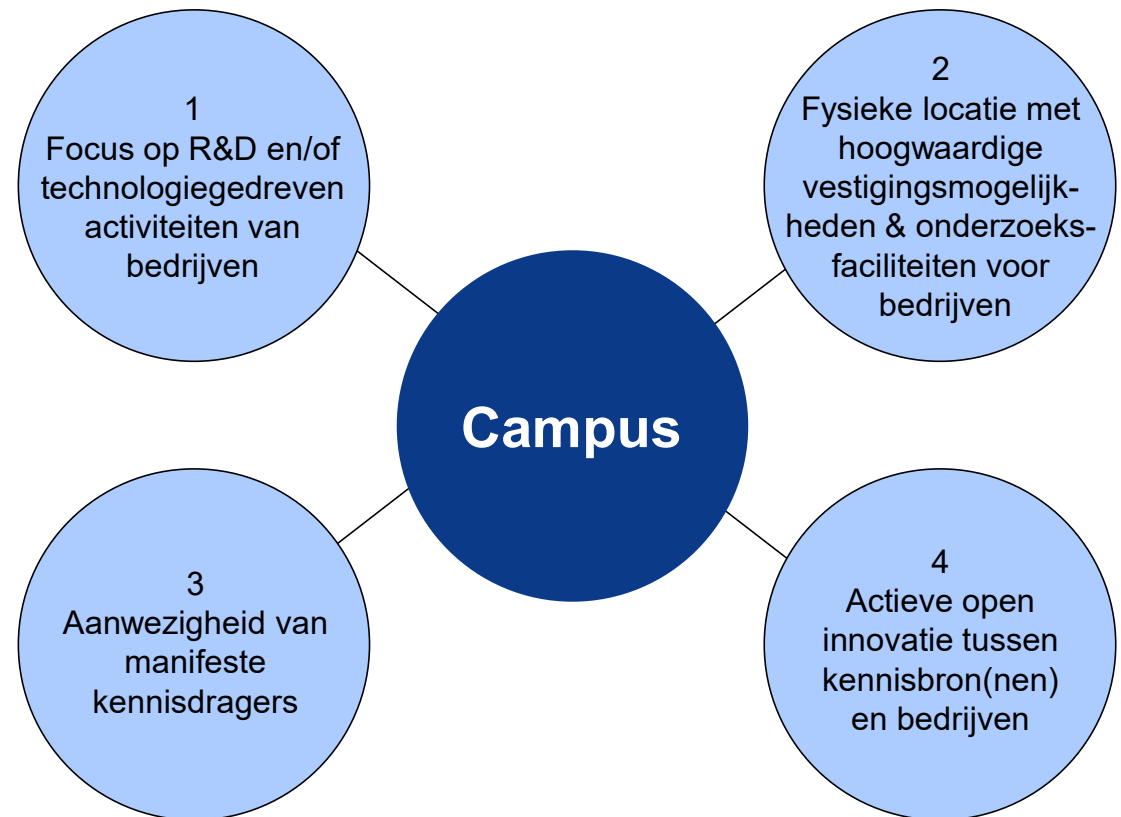 1
Focus op R&D en/of
technologiegedreven
activiteiten van
bedrijven
2
Fysieke locatie met
hoogwaardige
vestigingsmogelijk-
heden & onderzoeks-
faciliteiten voor
bedrijven
Campus
3
Aanwezigheid van
manifeste
kennisdragers
4
Actieve open
innovatie tussen
kennisbron(nen)
en bedrijven